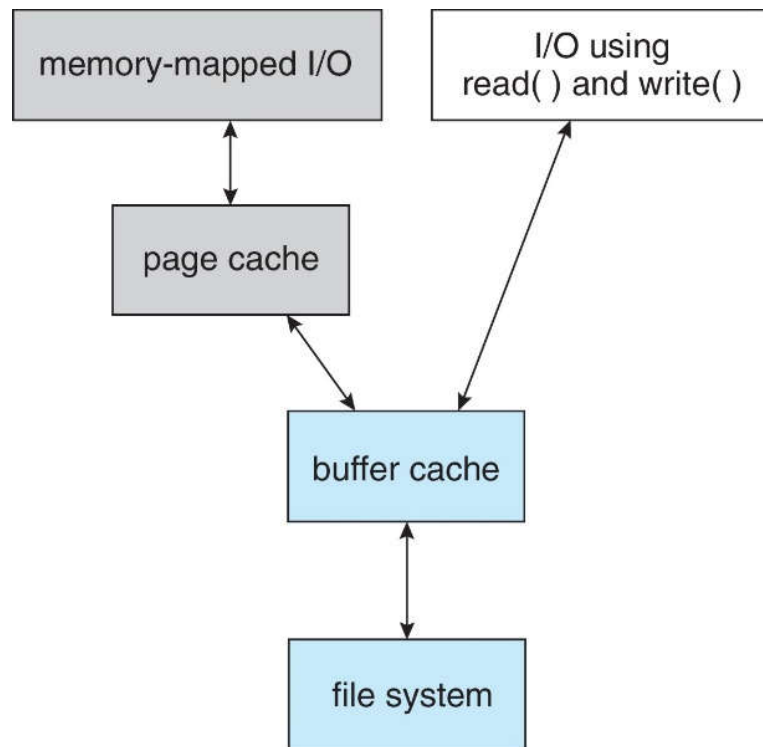 memory-mapped I/O
I/O using
read( ) and write( )
page cache
buffer cache
file system